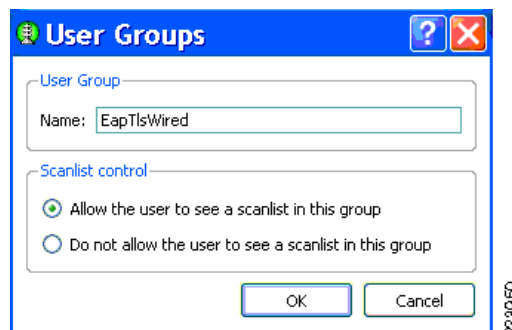 User Groups
User Group
Name: EapTlsWired
Scanlist control
Allow the user to see a scanlist in this group
Do not allow the user to see a scanlist in this group
OK Cancel